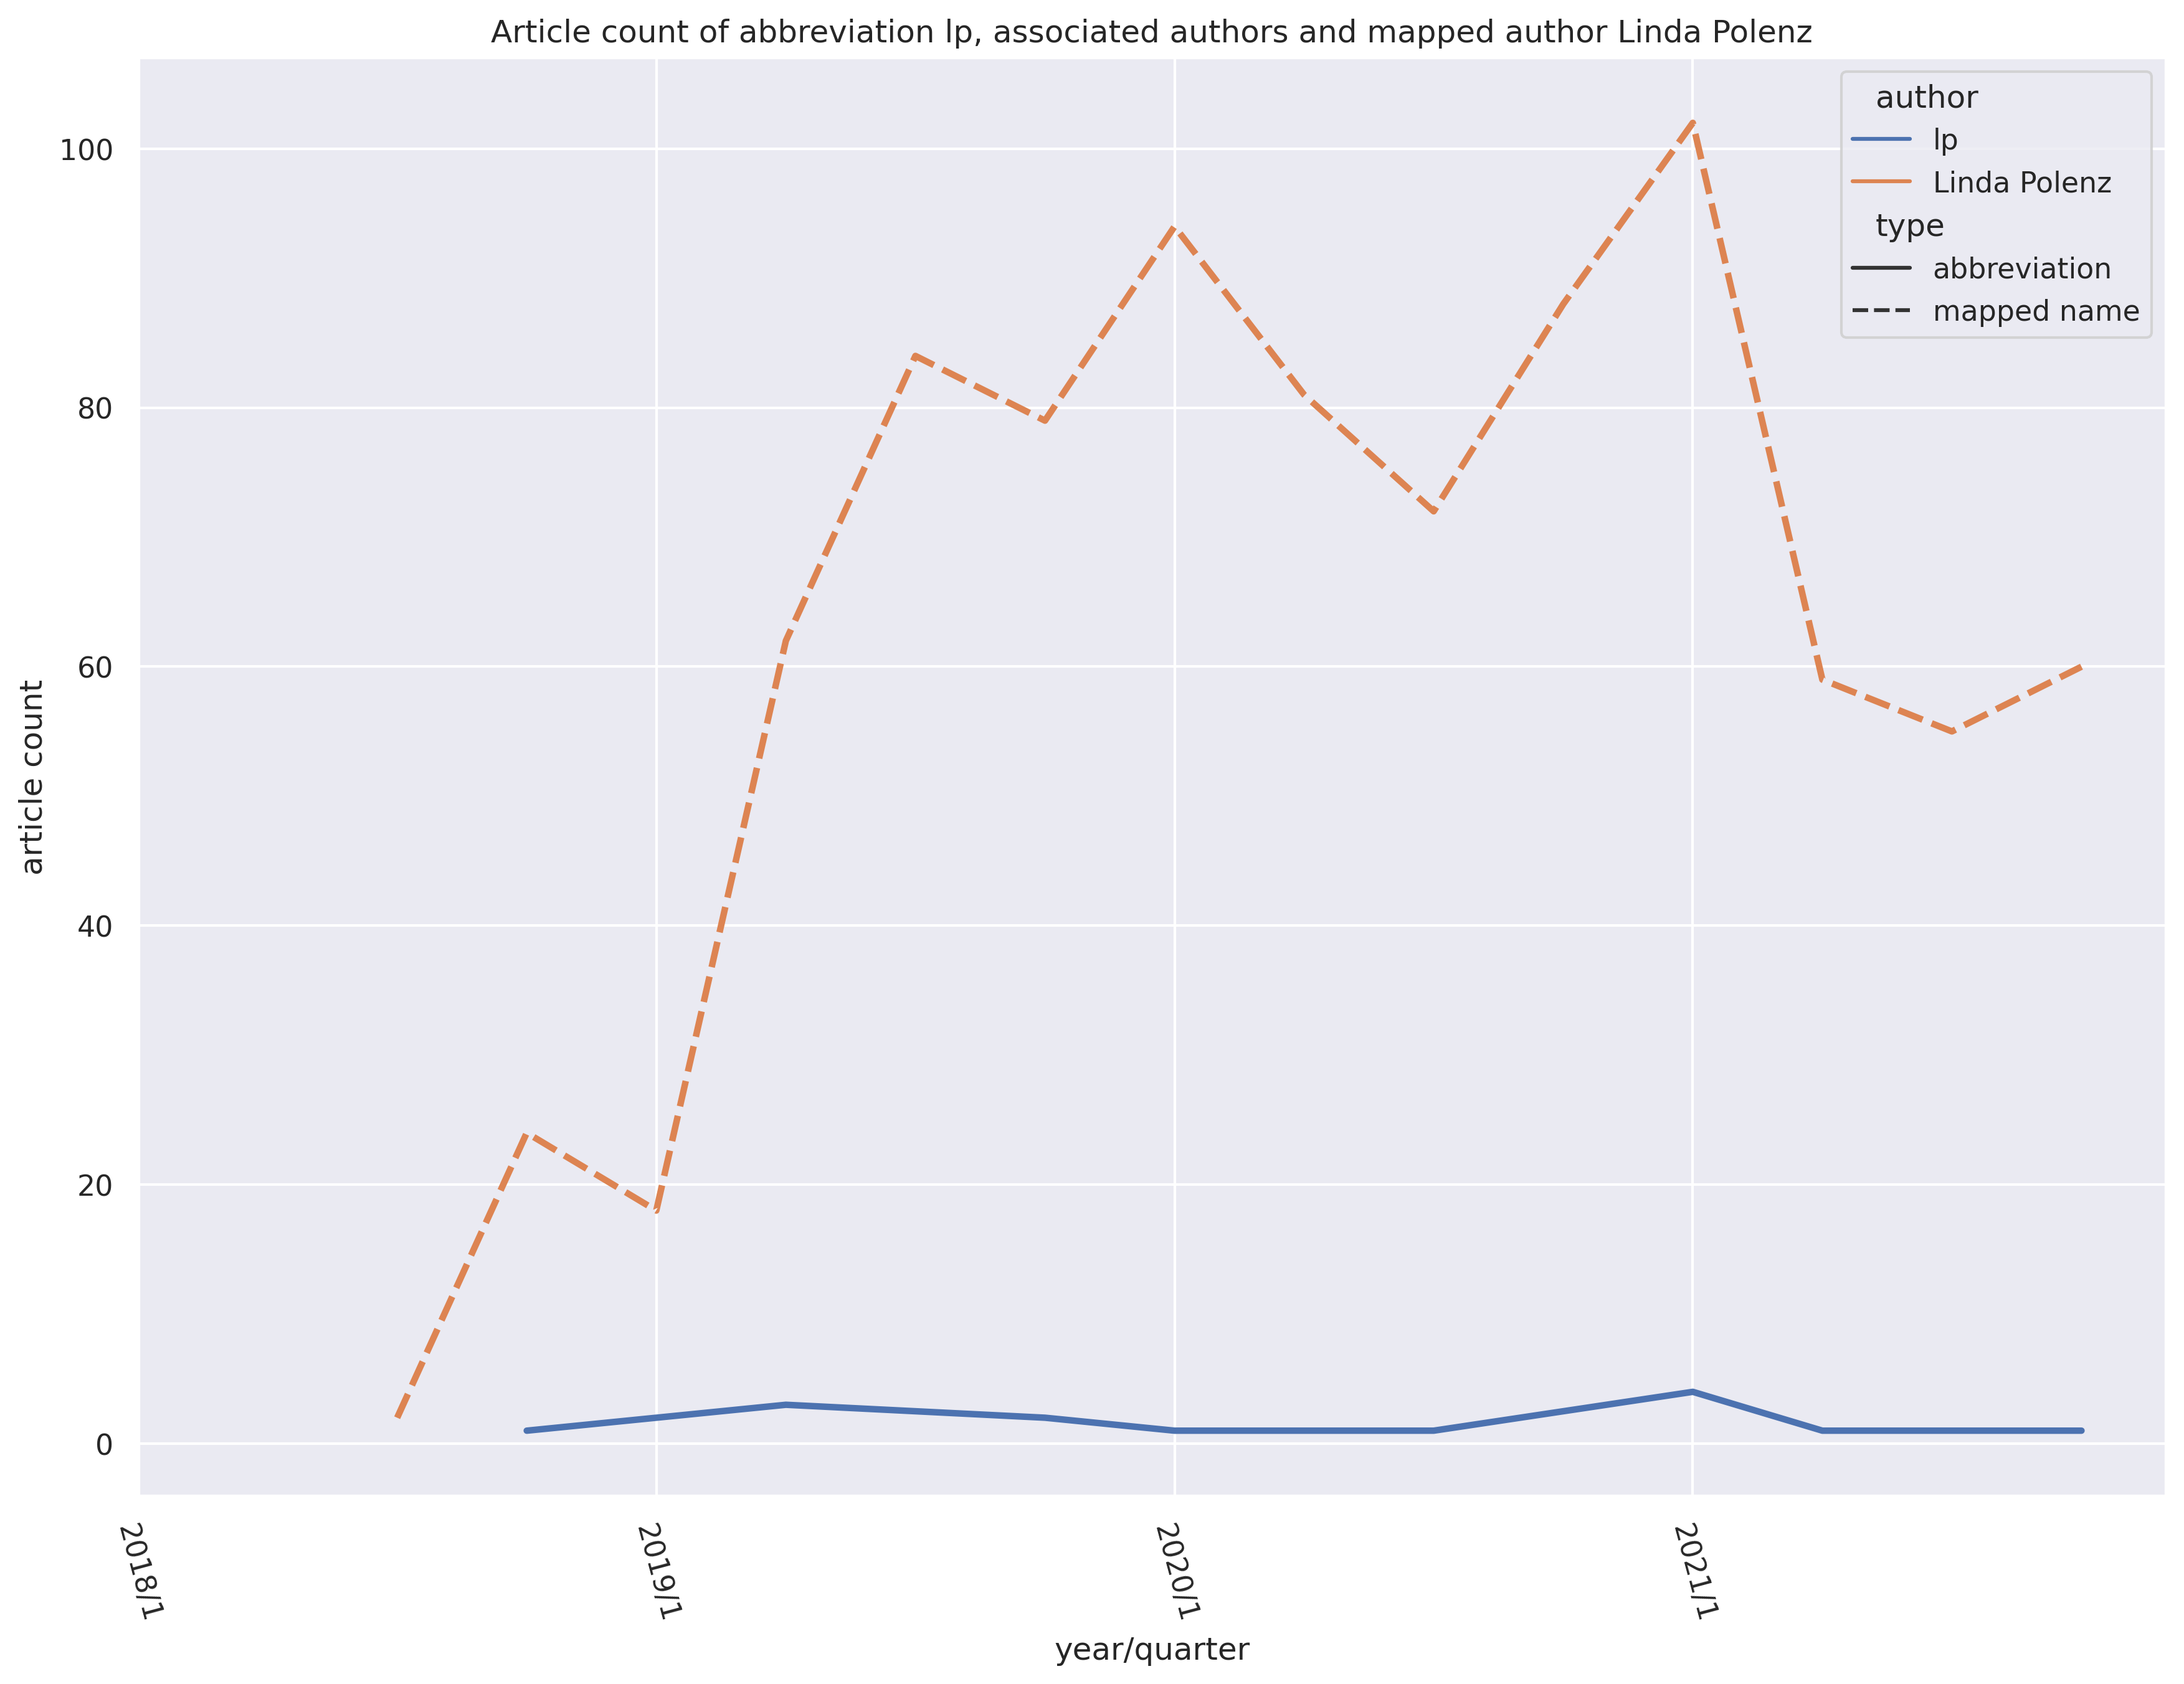 Article count of abbreviation lp, associated authors and mapped author Linda Polenz
author
lp
Linda Polenz
type
abbreviation
mapped name
100
80
60
40
20
0
article count
2018/1
2019/1
2020/1
2021/1
year/quarter